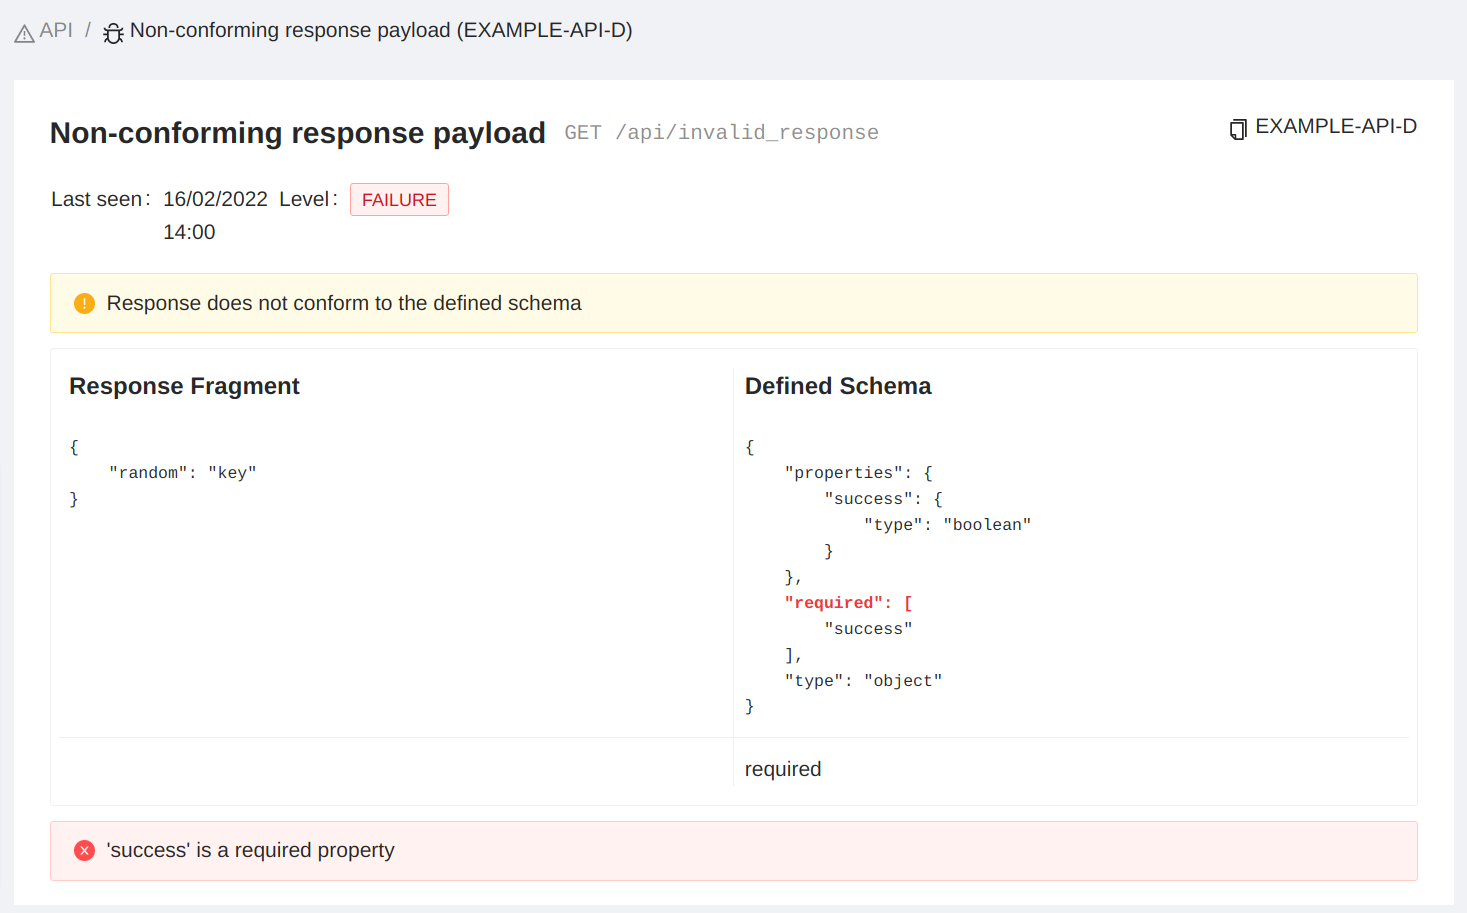 API / Non-conforming response payload (EXAMPLE-API-D)
Non-conforming response payload GET /api/invalid_response
EXAMPLE-API-D
Last seen: 16/02/2022 14:00 Level: FAILURE
Response does not conform to the defined schema
Response Fragment
{
    "random": "key"
}
Defined Schema
{
    "properties": {
        "success": {
            "type": "boolean"
        }
    },
    "required": [
        "success"
    ],
    "type": "object"
}
required
'success' is a required property